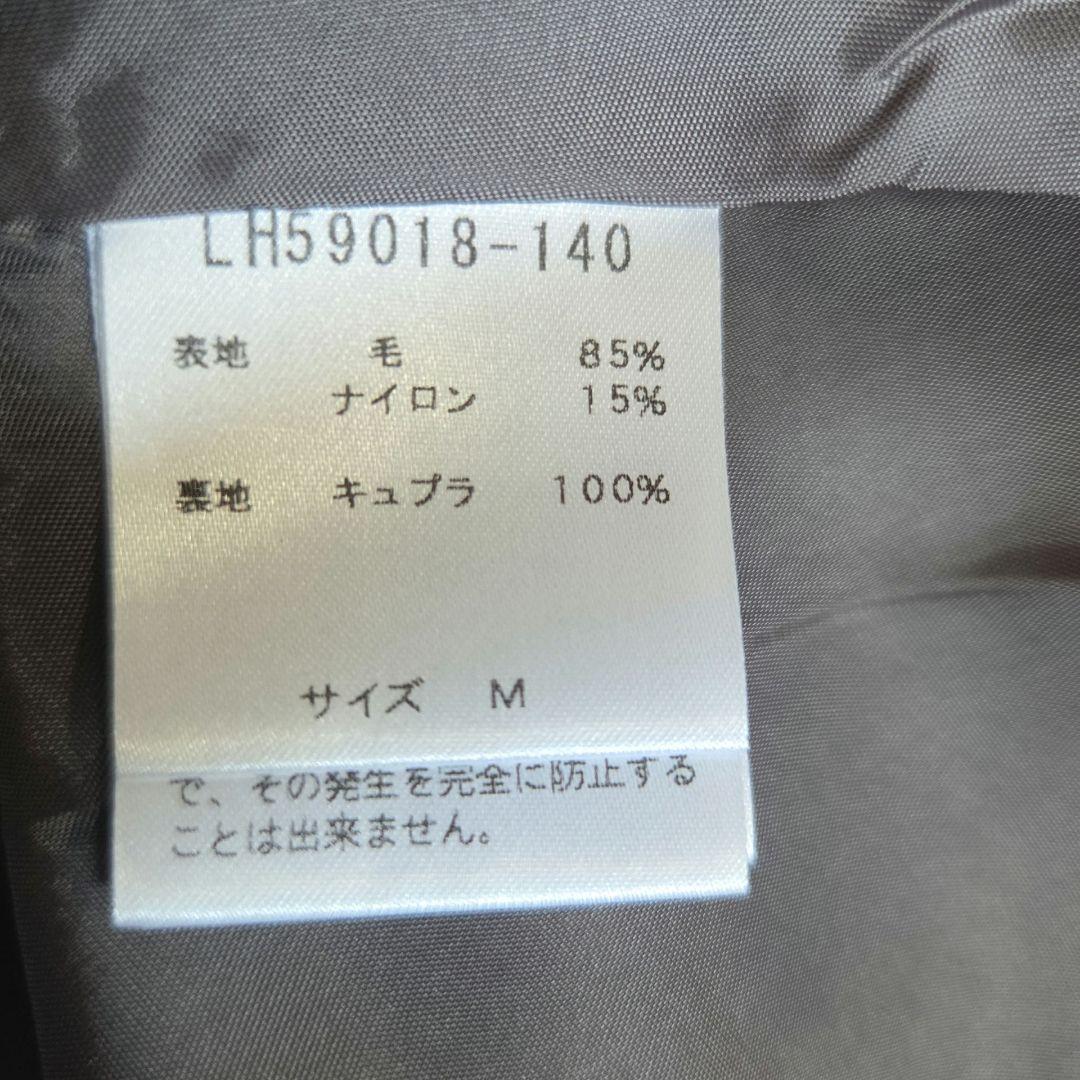 LH59018-140
表地 毛 85%
ナイロン 15%
裏地 キュプラ 100%
サイズ M
で、その発生を完全に防止する
ことは出来ません。